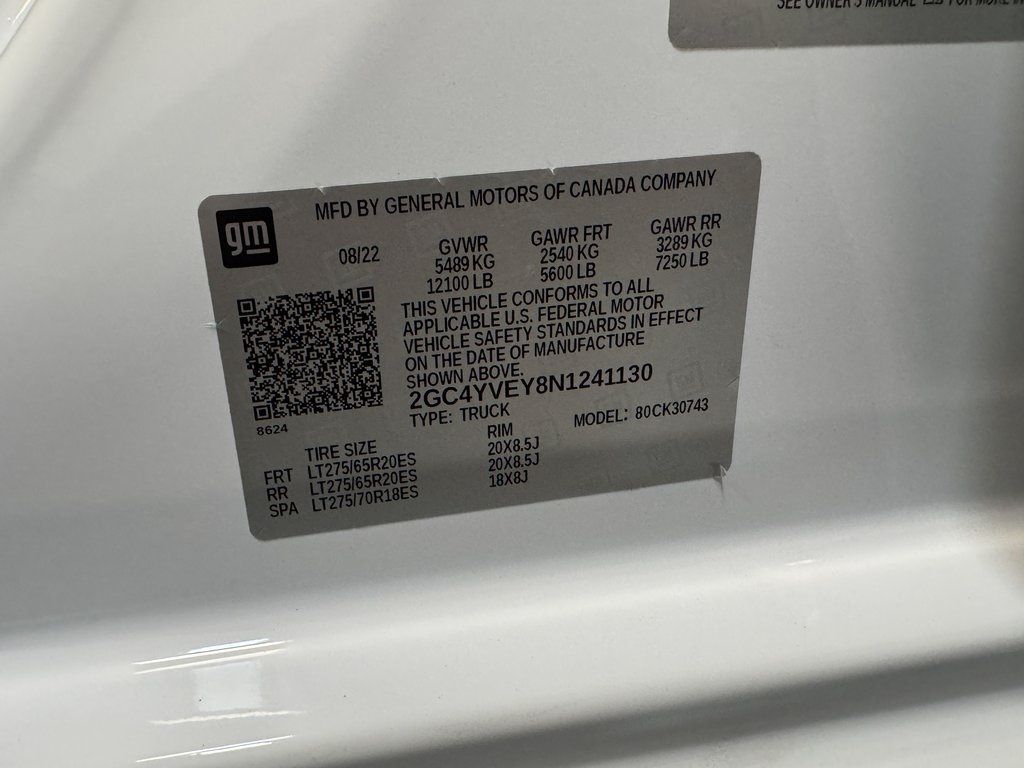 SEE OWNER'S MANUAL FOR MORE
gm
MFD BY GENERAL MOTORS OF CANADA COMPANY
08/22 GVWR GAWR FRT GAWR RR
5489 KG 2540 KG 3289 KG
12100 LB 5600 LB 7250 LB
THIS VEHICLE CONFORMS TO ALL
APPLICABLE U.S. FEDERAL MOTOR
VEHICLE SAFETY STANDARDS IN EFFECT
ON THE DATE OF MANUFACTURE
SHOWN ABOVE.
2GC4YVEY8N1241130
8624
TYPE: TRUCK MODEL: 80CK30743
TIRE SIZE RIM
FRT LT275/65R20ES 20X8.5J
RR LT275/65R20ES 20X8.5J
SPA LT275/70R18ES 18X8J